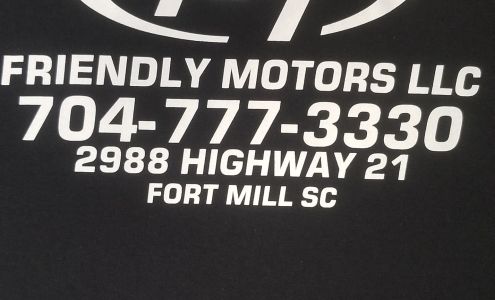 FRIENDLY MOTORS LLC
704-777-3330
2988 HIGHWAY 21
FORT MILL SC